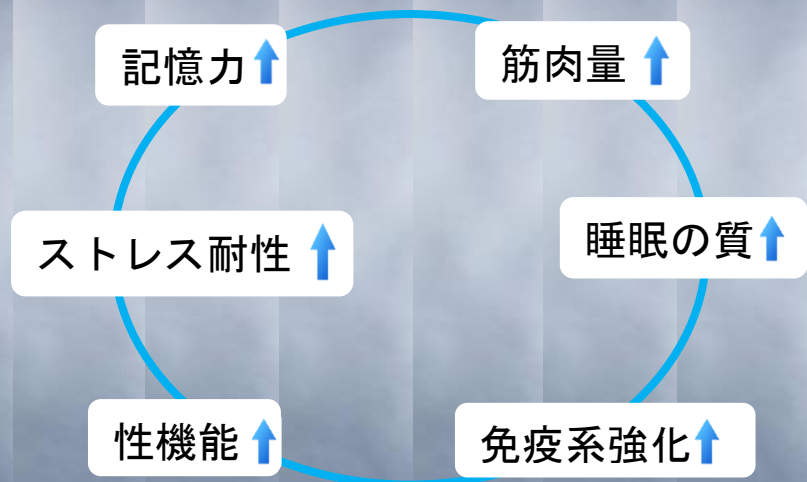 記憶力
筋肉量
ストレス耐性
睡眠の質
性機能
免疫系強化